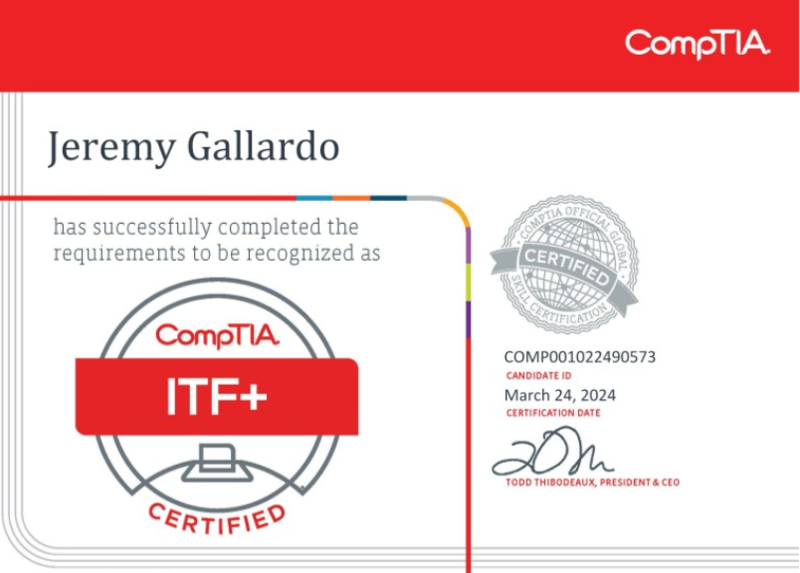 CompTIA.
Jeremy Gallardo
has successfully completed the
requirements to be recognized as
CompTIA.
ITF+
CERTIFIED
COMPTIA OFFICIAL GLOBAL
CERTIFIED
SKILL CERTIFICATION
COMP001022490573
CANDIDATE ID
March 24, 2024
CERTIFICATION DATE
TODD THIBODEAUX, PRESIDENT & CEO